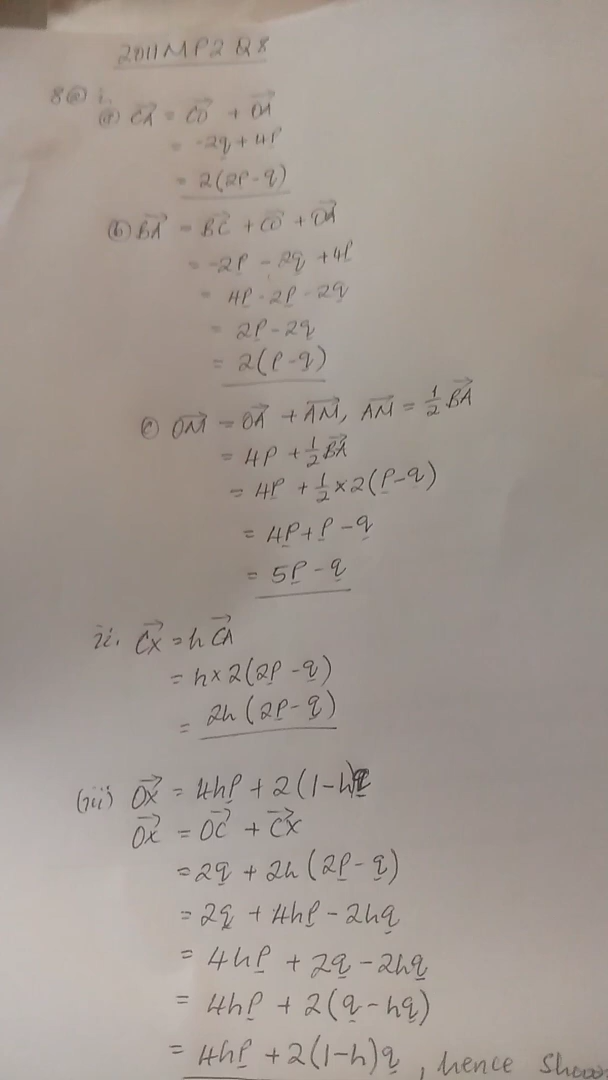 2011 MP2 Q8
8(a) i.
(a) CA→ = CO→ + OA→
= -2q + 4p
= 2(2p - q)
(b) BA→ = BC→ + CO→ + OA→
= -2p - 2q + 4p
= 4p - 2p - 2q
= 2p - 2q
= 2(p - q)
(c) OM→ = OA→ + AM→, AM→ = 1/2 BA→
= 4p + 1/2 BA→
= 4p + 1/2 × 2(p - q)
= 4p + p - q
= 5p - q
ii. CX→ = h CA→
= h × 2(2p - q)
= 2h(2p - q)
(iii) OX→ = 4hp + 2(1-h)q
OX→ = OC→ + CX→
= 2q + 2h(2p - q)
= 2q + 4hp - 2hq
= 4hp + 2q - 2hq
= 4hp + 2(q - hq)
= 4hp + 2(1-h)q, hence